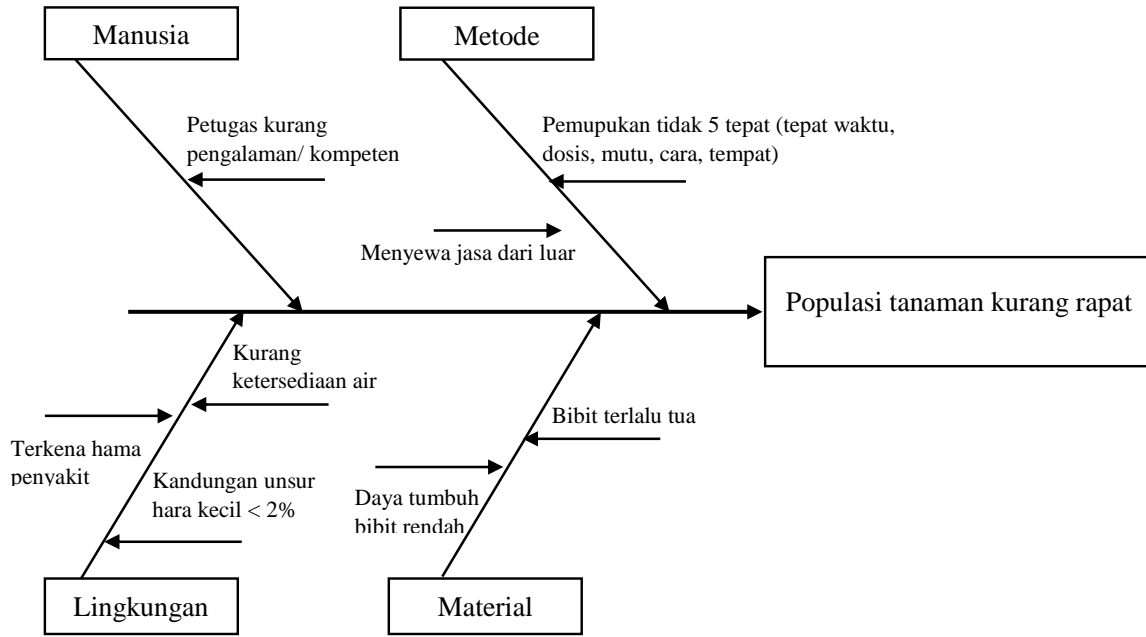 Manusia
Metode
Petugas kurang
pengalaman/ kompeten
Pemupukan tidak 5 tepat (tepat waktu,
dosis, mutu, cara, tempat)
Menyewa jasa dari luar
Populasi tanaman kurang rapat
Kurang
ketersediaan air
Terkena hama
penyakit
Kandungan unsur
hara kecil < 2%
Bibit terlalu tua
Daya tumbuh
bibit rendah
Lingkungan
Material